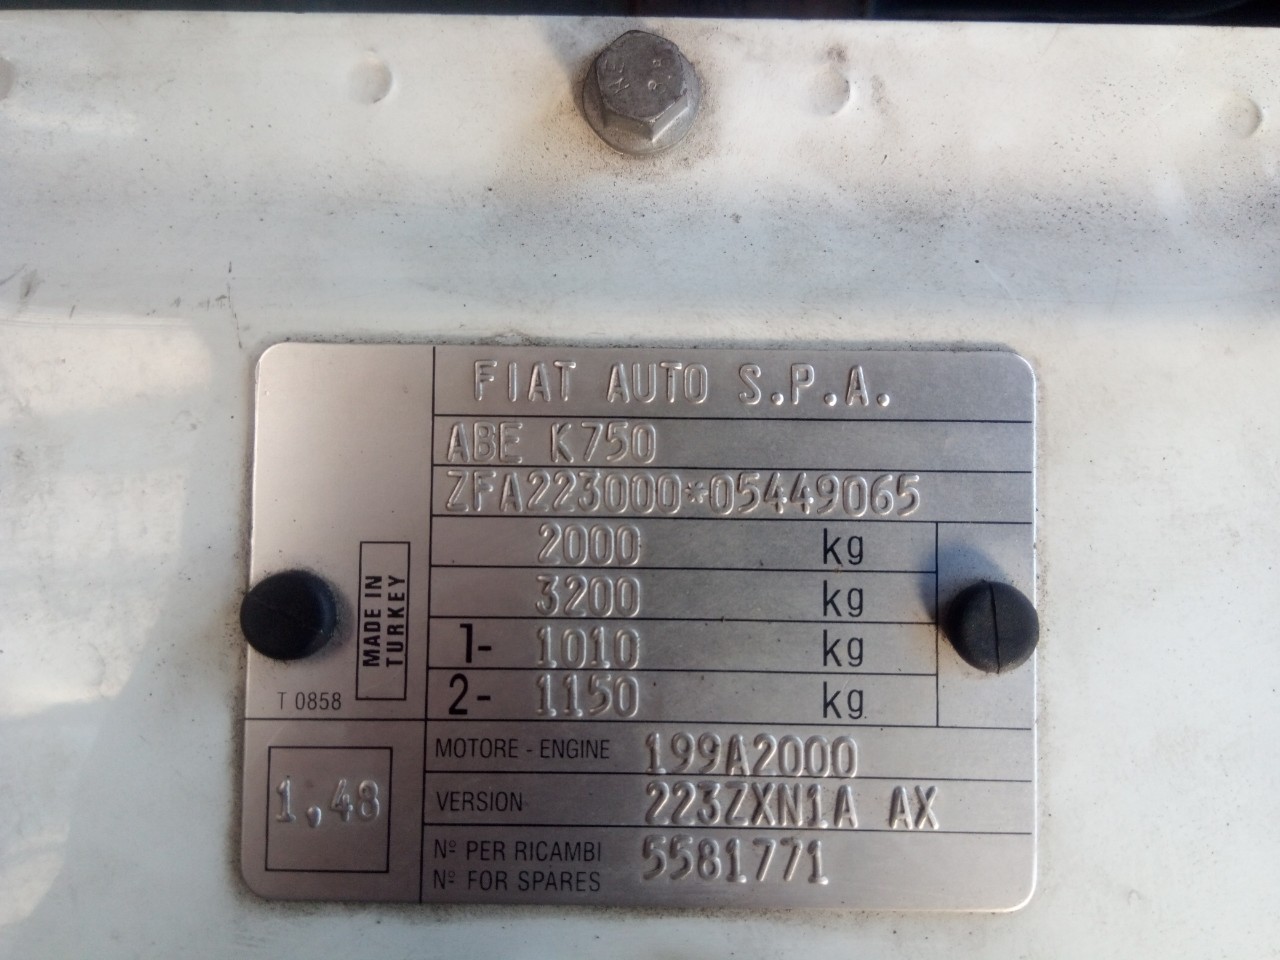 FIAT AUTO S.P.A.
ABE K750
ZFA223000*05449065
2000 kg
3200 kg
1- 1010 kg
2- 1150 kg
MADE IN
TURKEY
T 0858
MOTORE - ENGINE 199A2000
1,48
VERSION 223ZXN1A AX
Nº PER RICAMBI 5581771
Nº FOR SPARES